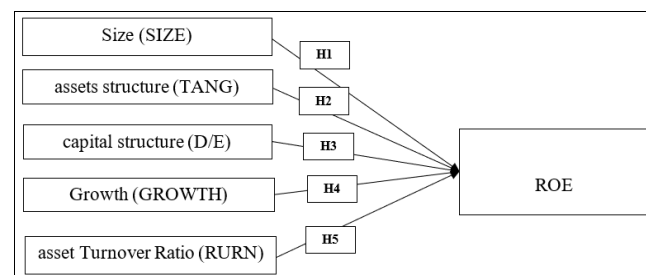 Size (SIZE)
H1
assets structure (TANG)
H2
capital structure (D/E)
H3
Growth (GROWTH)
H4
asset Turnover Ratio (RURN)
H5
ROE